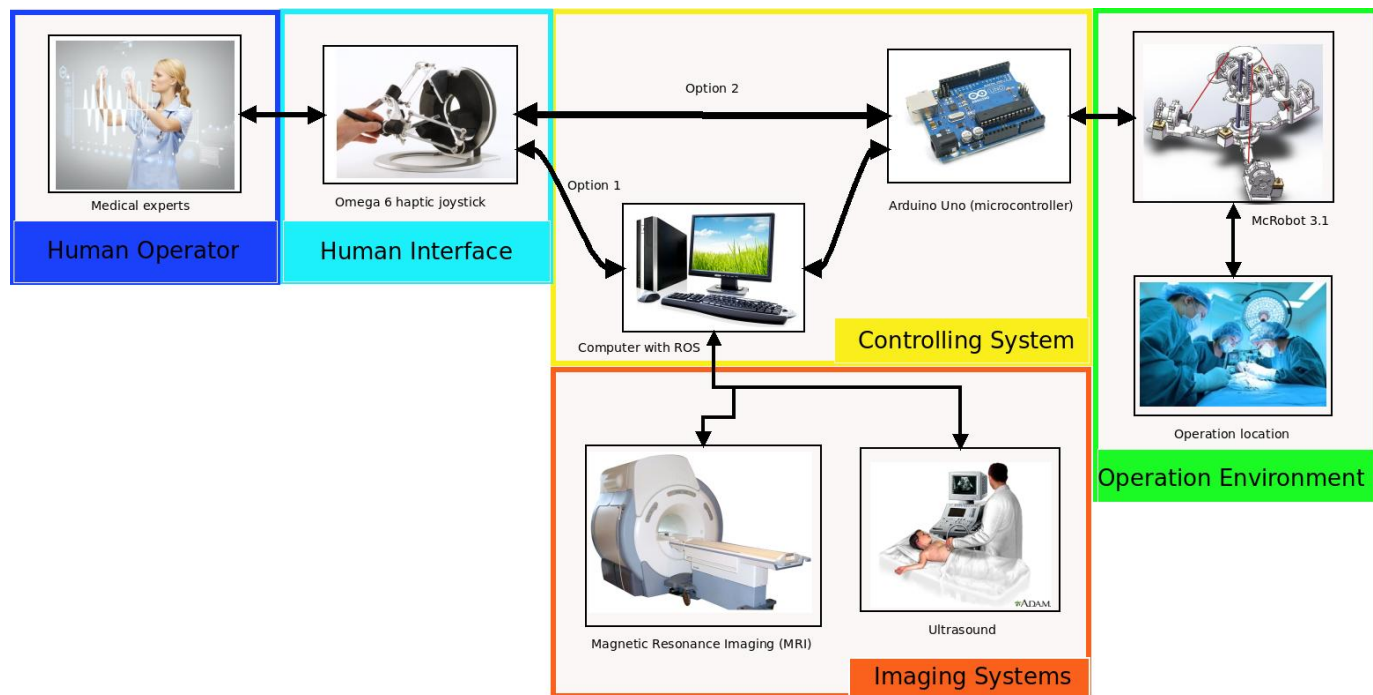 Medical experts
Human Operator
Omega 6 haptic joystick
Human Interface
Option 2
Option 1
Arduino Uno (microcontroller)
Computer with ROS
Controlling System
McRobot 3.1
Operation location
Operation Environment
Magnetic Resonance Imaging (MRI)
Ultrasound
ADAM.
Imaging Systems